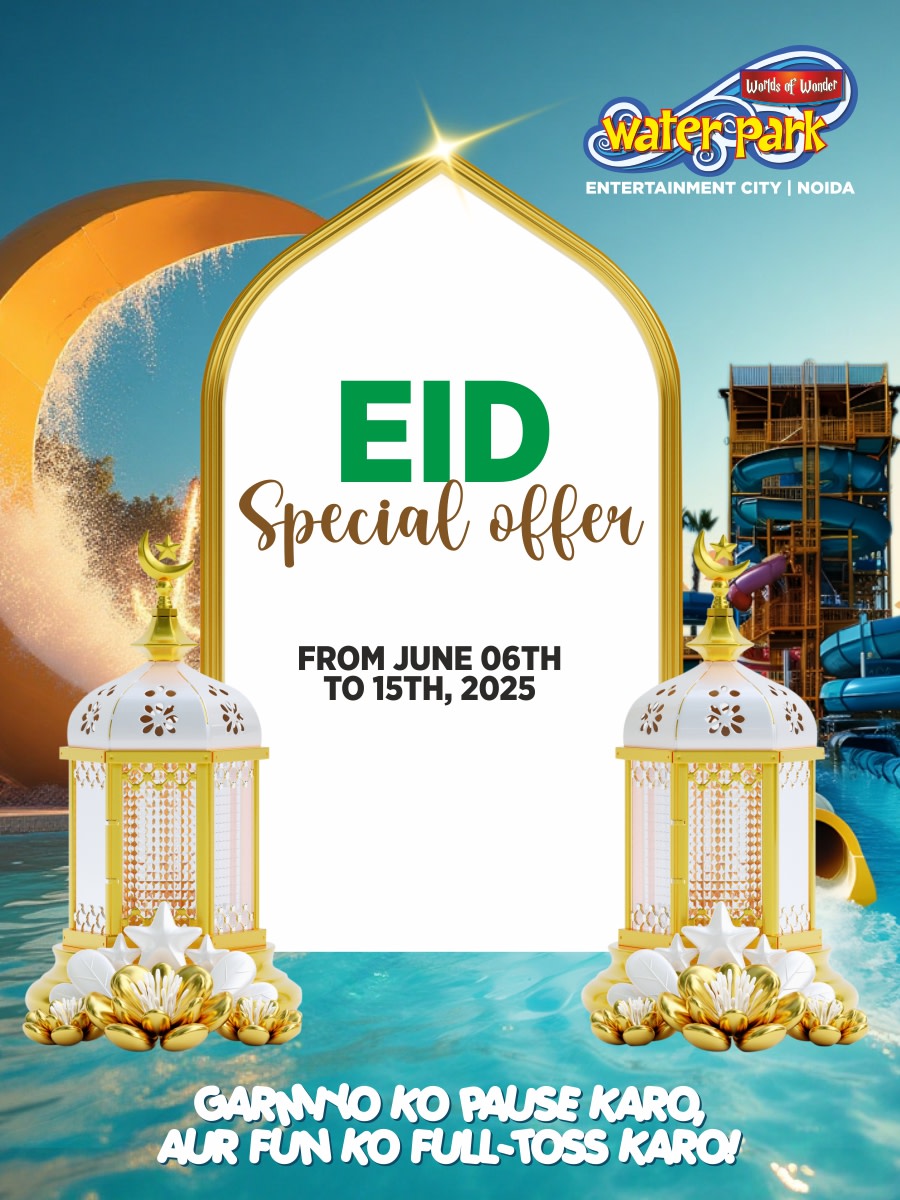 Worlds of Wonder
water park
ENTERTAINMENT CITY | NOIDA
EID
Special offer
FROM JUNE 06TH
TO 15TH, 2025
GARMIYO KO PAUSE KARO,
AUR FUN KO FULL-TOSS KARO!